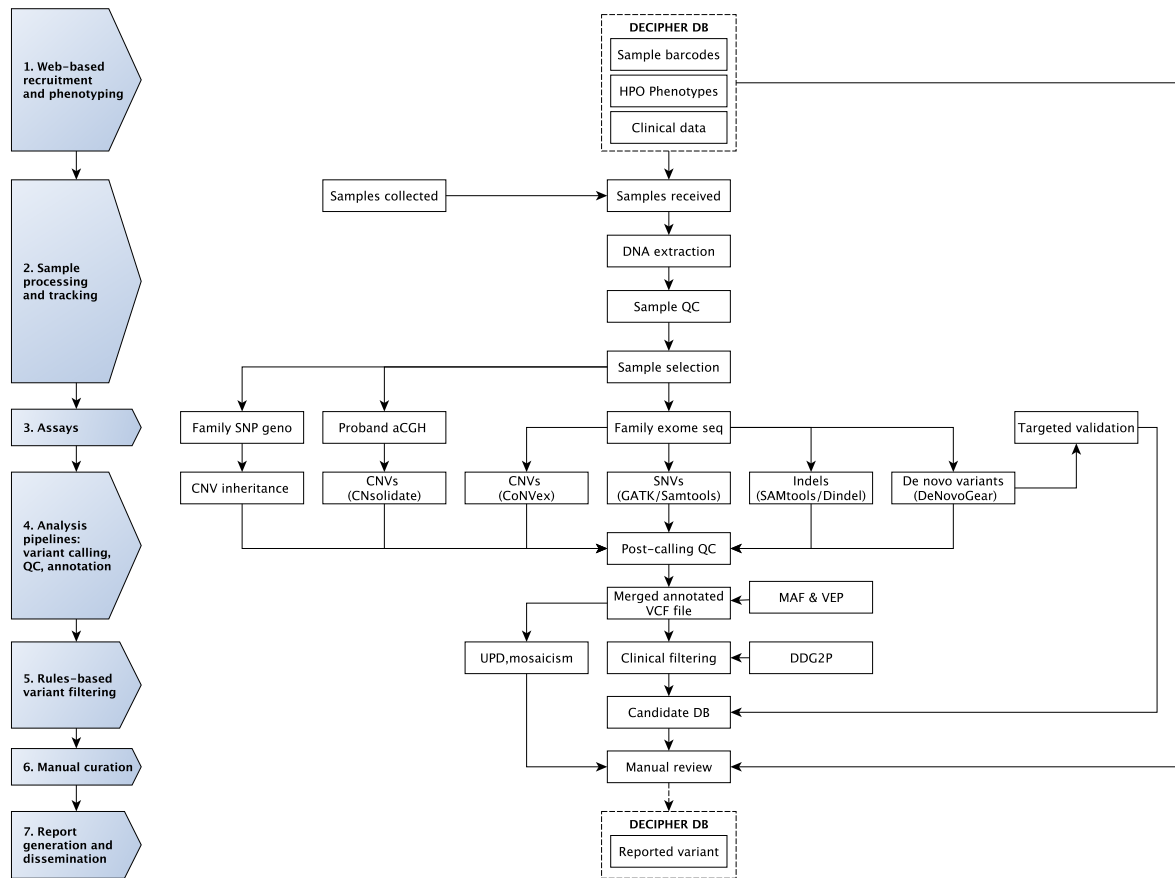 1. Web-based
recruitment
and phenotyping
DECIPHER DB
Sample barcodes
HPO Phenotypes
Clinical data
2. Sample
processing
and tracking
Samples collected
Samples received
DNA extraction
Sample QC
Sample selection
3. Assays
Family SNP geno
Proband aCGH
Family exome seq
Targeted validation
4. Analysis
pipelines:
variant calling,
QC, annotation
CNV inheritance
CNVs
(CNsolidate)
CNVs
(CoNVex)
SNVs
(GATK/Samtools)
Indels
(SAMtools/Dindel)
De novo variants
(DeNovoGear)
Post-calling QC
Merged annotated
VCF file
MAF & VEP
5. Rules-based
variant filtering
UPD,mosaicism
Clinical filtering
DDG2P
Candidate DB
6. Manual curation
Manual review
7. Report
generation and
dissemination
DECIPHER DB
Reported variant